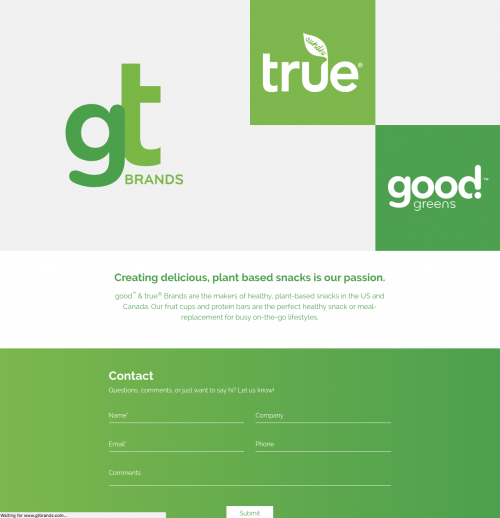 sundia
true®
gt
BRANDS
good!™
greens
Creating delicious, plant based snacks is our passion.
good™ & true® Brands are the makers of healthy, plant-based snacks in the US and
Canada. Our fruit cups and protein bars are the perfect healthy snack or meal-
replacement for busy on-the-go lifestyles.
Contact
Questions, comments, or just want to say hi? Let us know!
Name*
Company
Email*
Phone
Comments
Submit
Waiting for www.gtbrands.com...